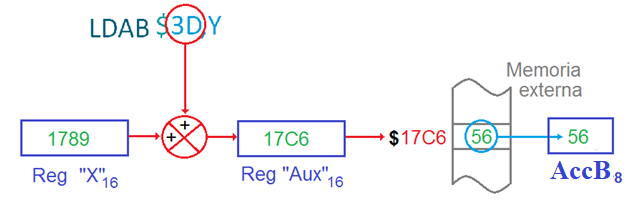 LDAB $3D,Y
Memoria
externa
+
+
1789
17C6
$17C6
56
56
Reg "X"16
Reg "Aux"16
AccB8